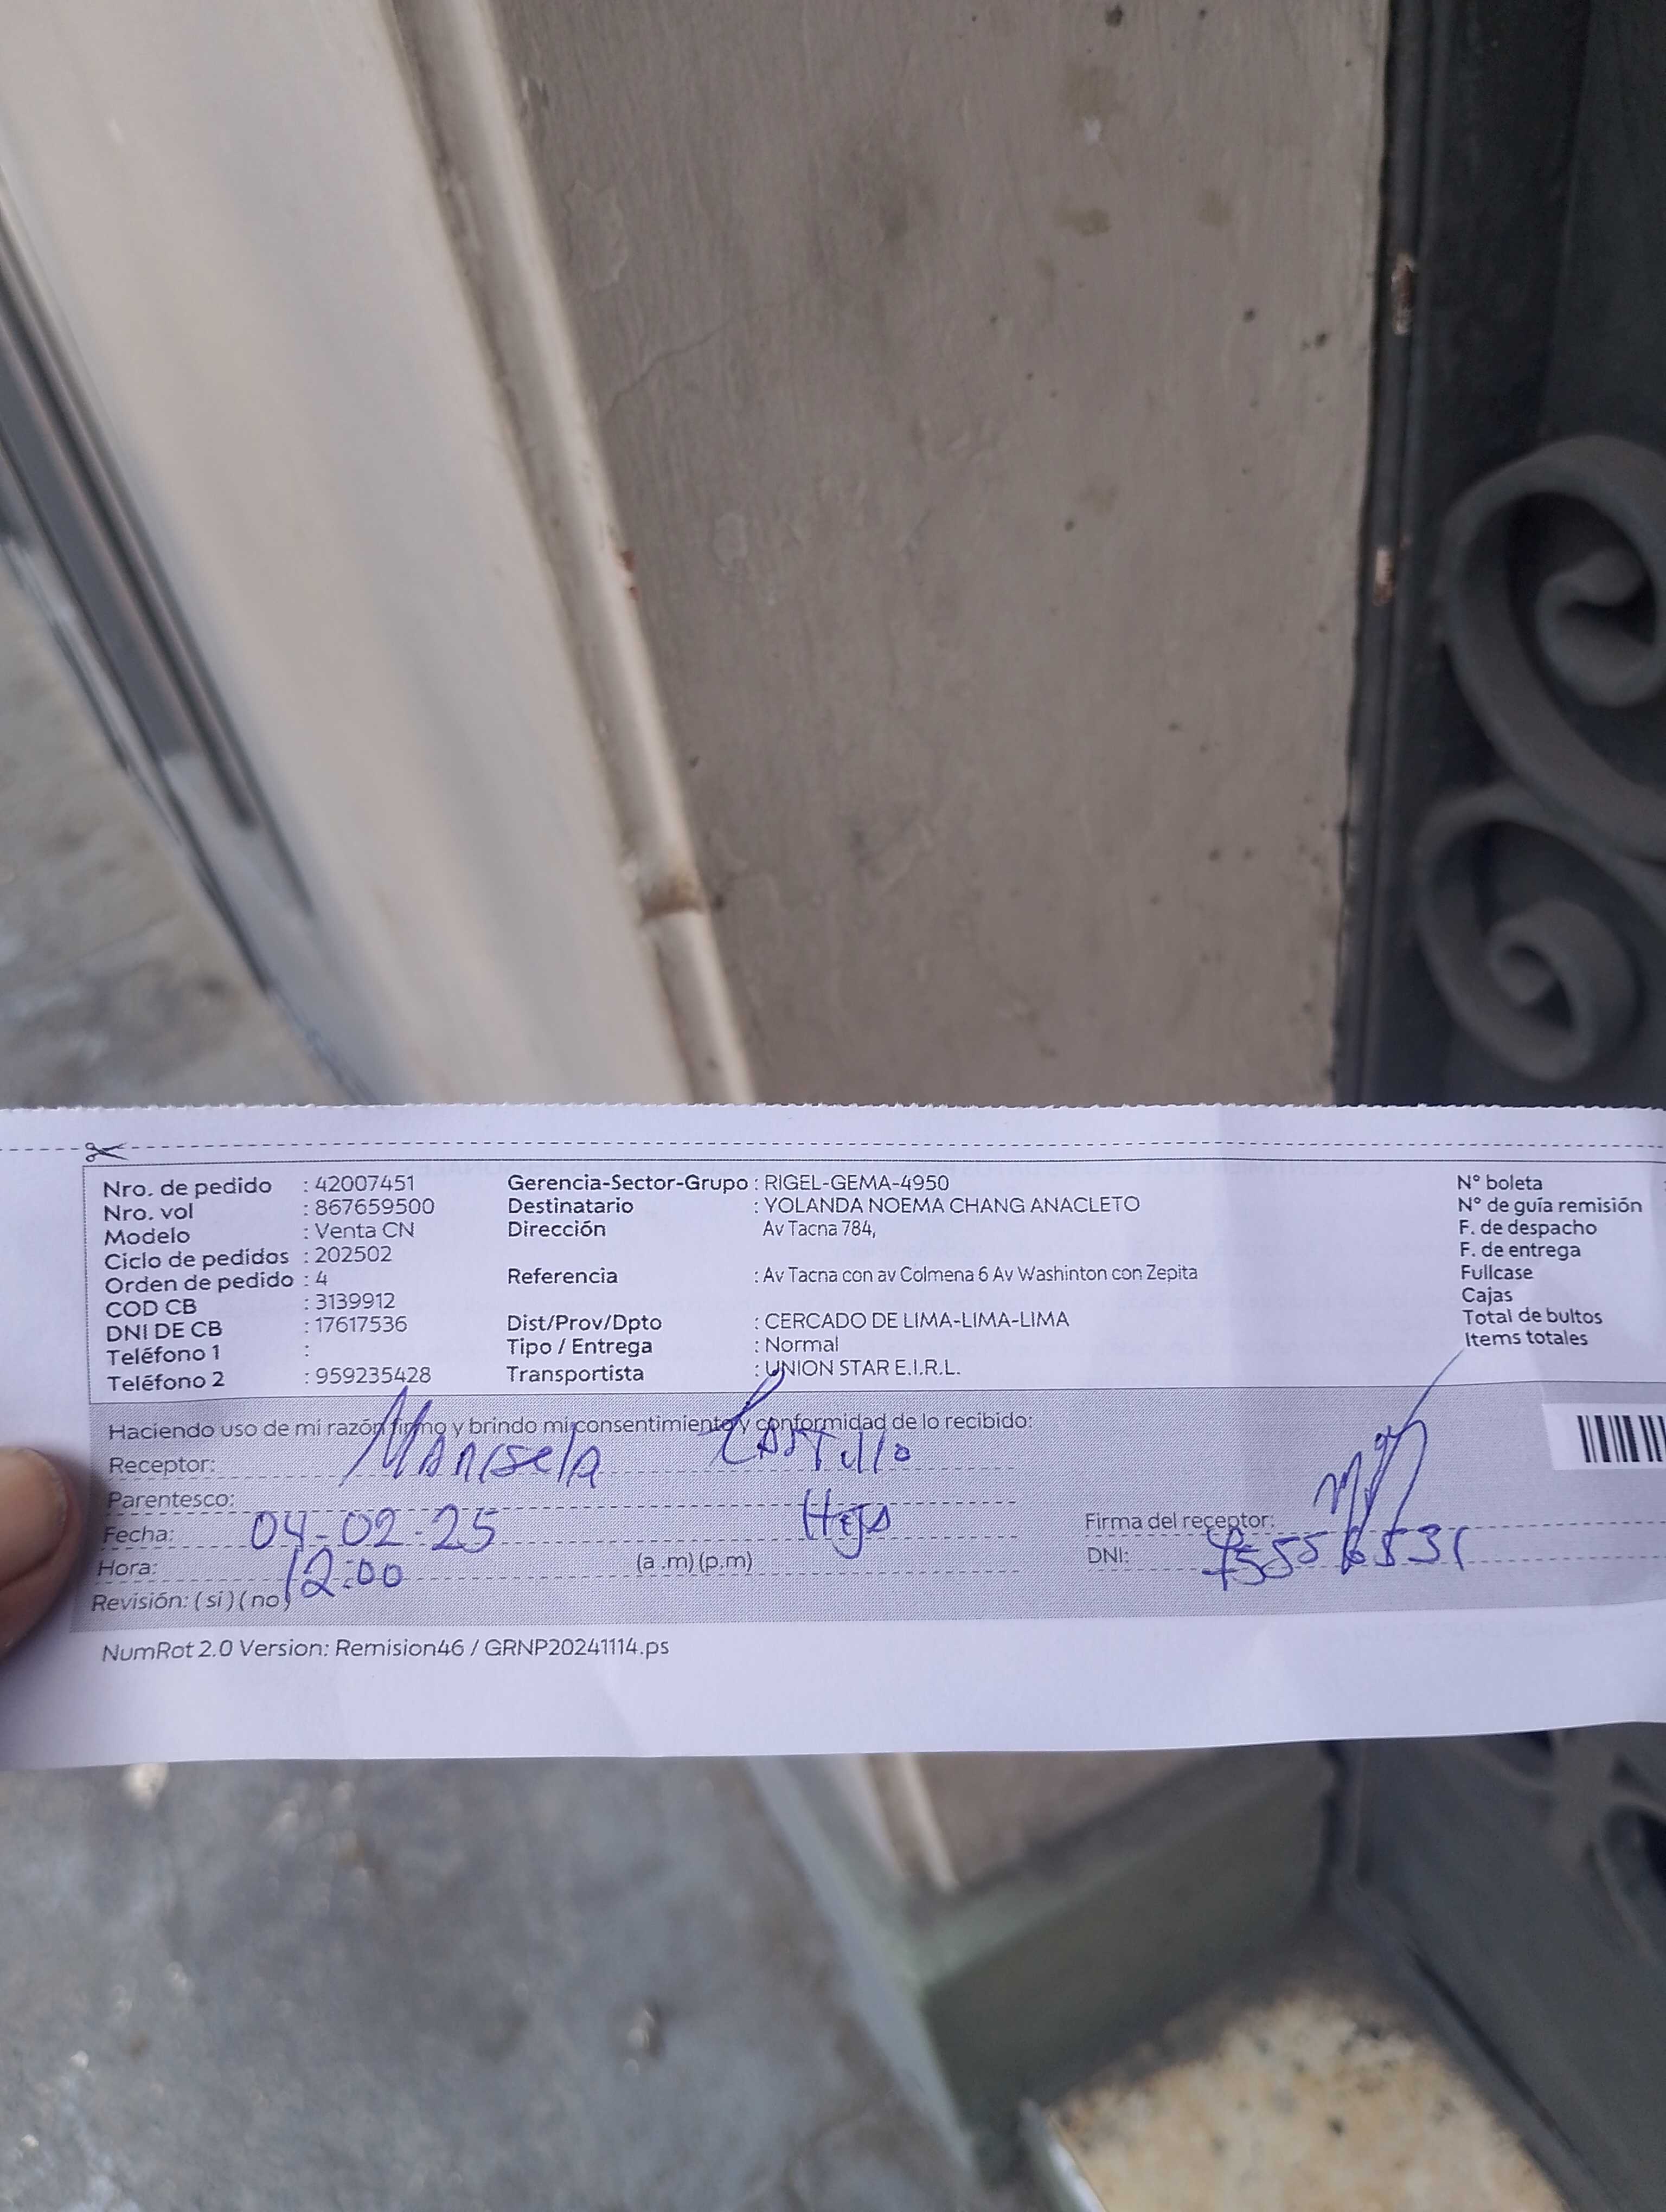 Nro. de pedido : 42007451
Nro. vol : 867659500
Modelo : Venta CN
Ciclo de pedidos : 202502
Orden de pedido : 4
COD CB : 3139912
DNI DE CB : 17617536
Teléfono 1 :
Teléfono 2 : 959235428
Gerencia-Sector-Grupo : RIGEL-GEMA-4950
Destinatario : YOLANDA NOEMA CHANG ANACLETO
Dirección Av Tacna 784,
Referencia : Av Tacna con av Colmena 6 Av Washinton con Zepita
Dist/Prov/Dpto : CERCADO DE LIMA-LIMA-LIMA
Tipo / Entrega : Normal
Transportista : UNION STAR E.I.R.L.
N° boleta
N° de guía remisión
F. de despacho
F. de entrega
Fullcase
Cajas
Total de bultos
Items totales
Haciendo uso de mi razón firmo y brindo mi consentimiento y conformidad de lo recibido:
Receptor: Marisela Castillo
Parentesco: Hija
Fecha: 04-02-25
Hora: 12:00 (a .m) (p.m)
Revisión: ( si ) ( no )
Firma del receptor:
DNI:
NumRot 2.0 Version: Remision46 / GRNP20241114.ps